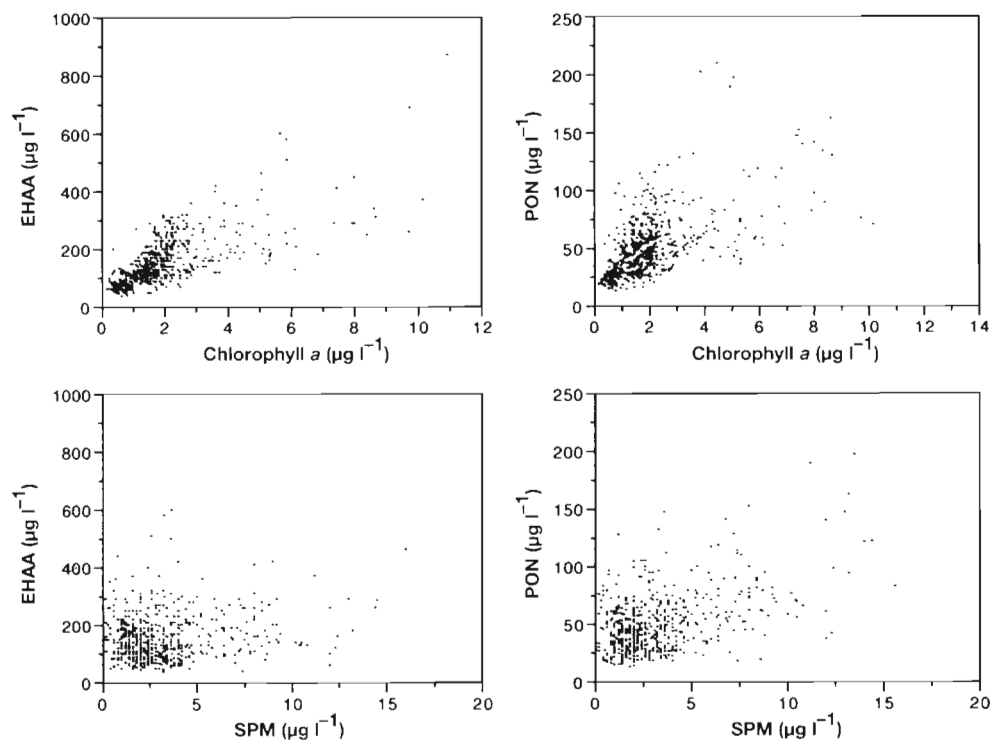 1000
800
600
400
200
0
EHAA (µg l⁻¹)
0 2 4 6 8 10 12
Chlorophyll a (µg l⁻¹)
250
200
150
100
50
0
PON (µg l⁻¹)
0 2 4 6 8 10 12 14
Chlorophyll a (µg l⁻¹)
1000
800
600
400
200
0
EHAA (µg l⁻¹)
0 5 10 15 20
SPM (µg l⁻¹)
250
200
150
100
50
0
PON (µg l⁻¹)
0 5 10 15 20
SPM (µg l⁻¹)